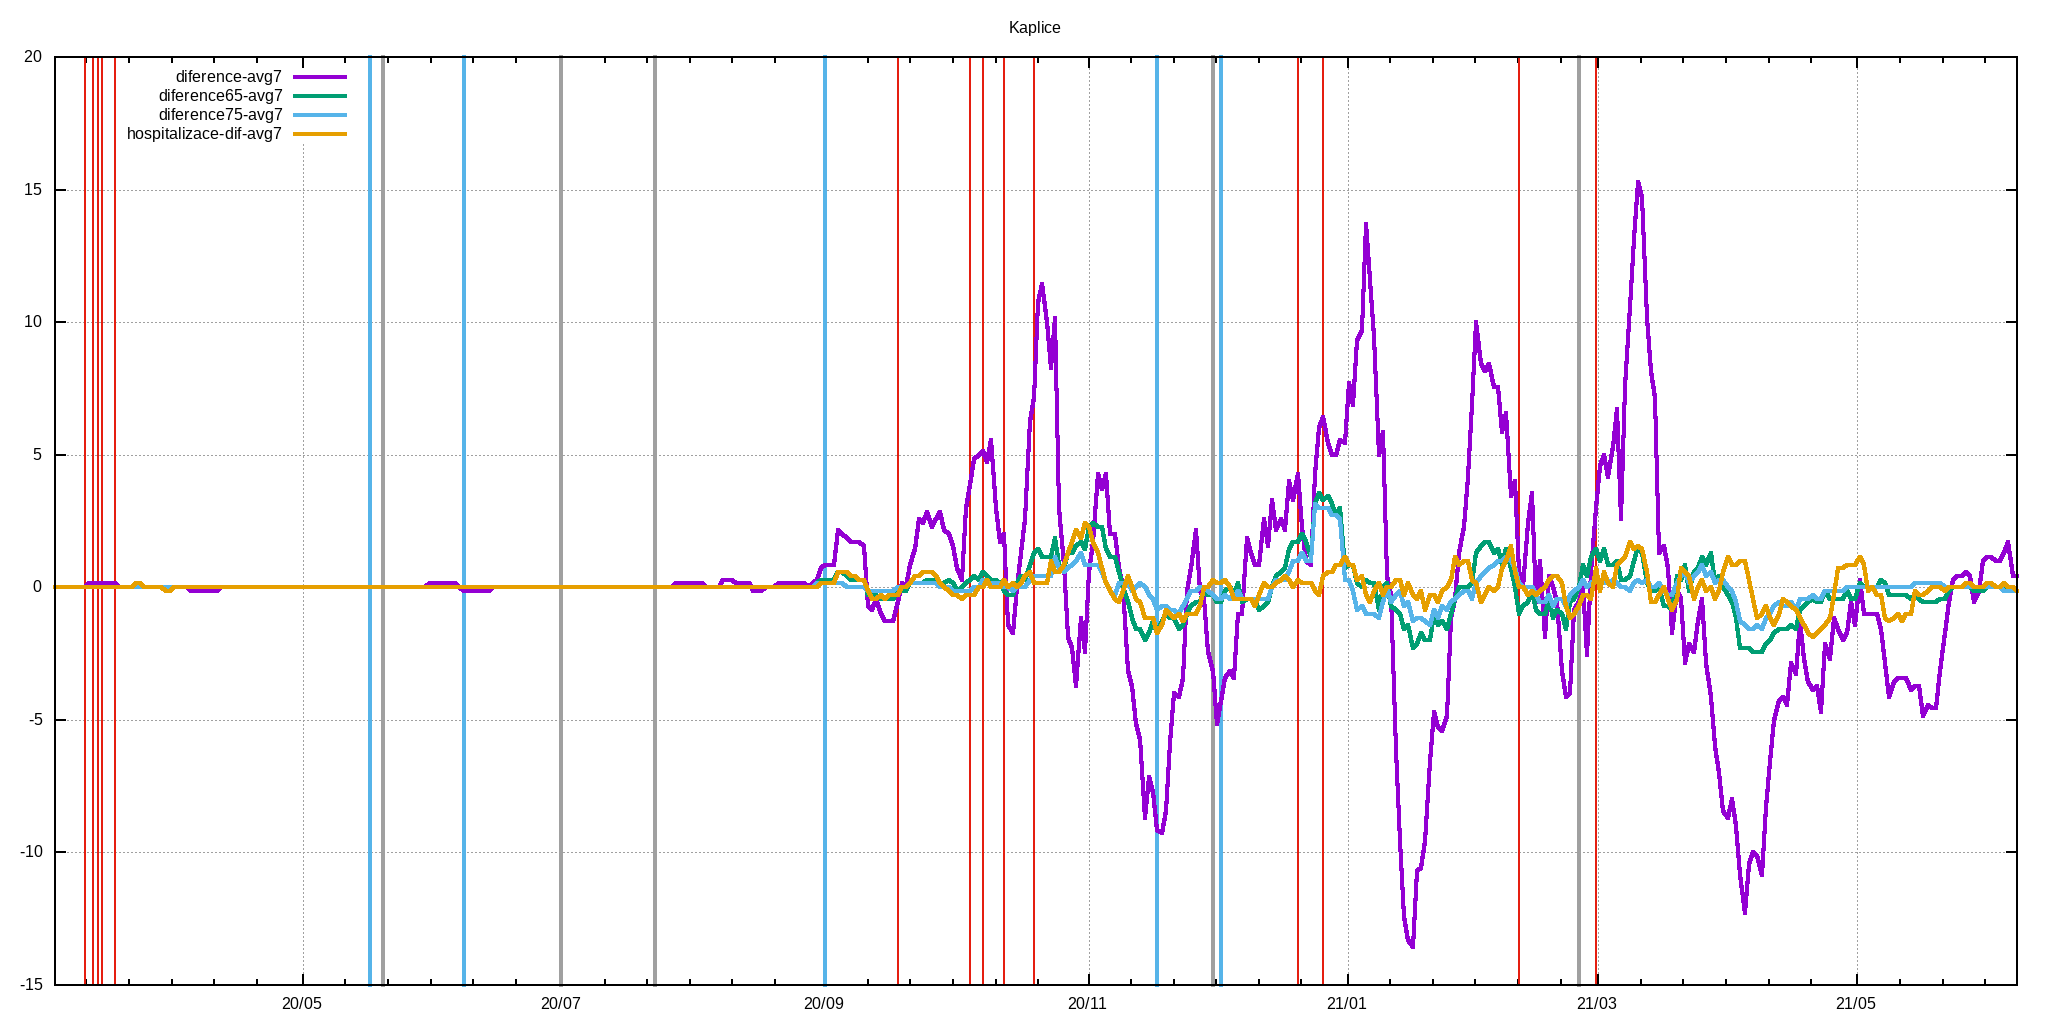 Kaplice
20
diference-avg7
diference65-avg7
diference75-avg7
hospitalizace-dif-avg7
15
10
5
0
-5
-10
-15
20/05 20/07 20/09 20/11 21/01 21/03 21/05